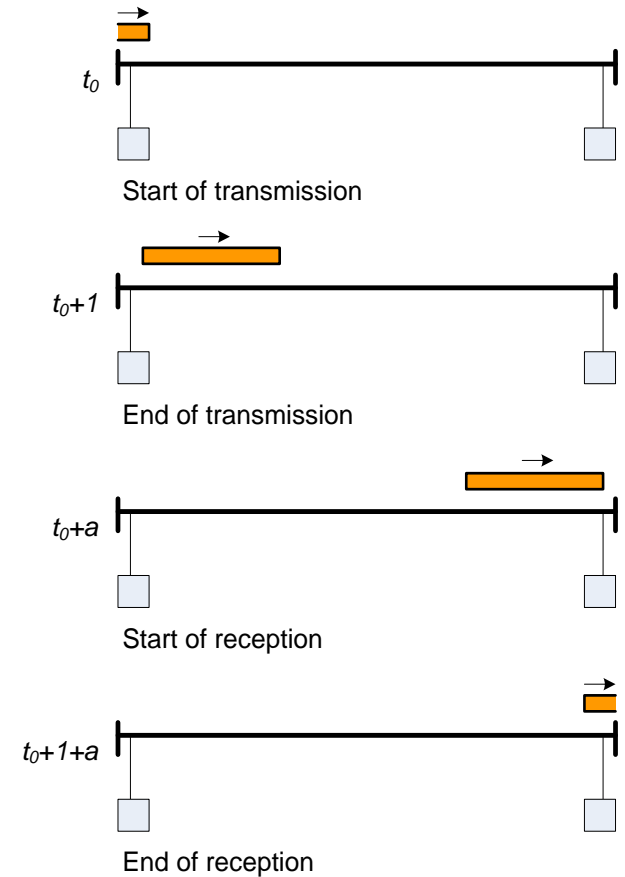 t₀
Start of transmission
t₀+1
End of transmission
t₀+a
Start of reception
t₀+1+a
End of reception